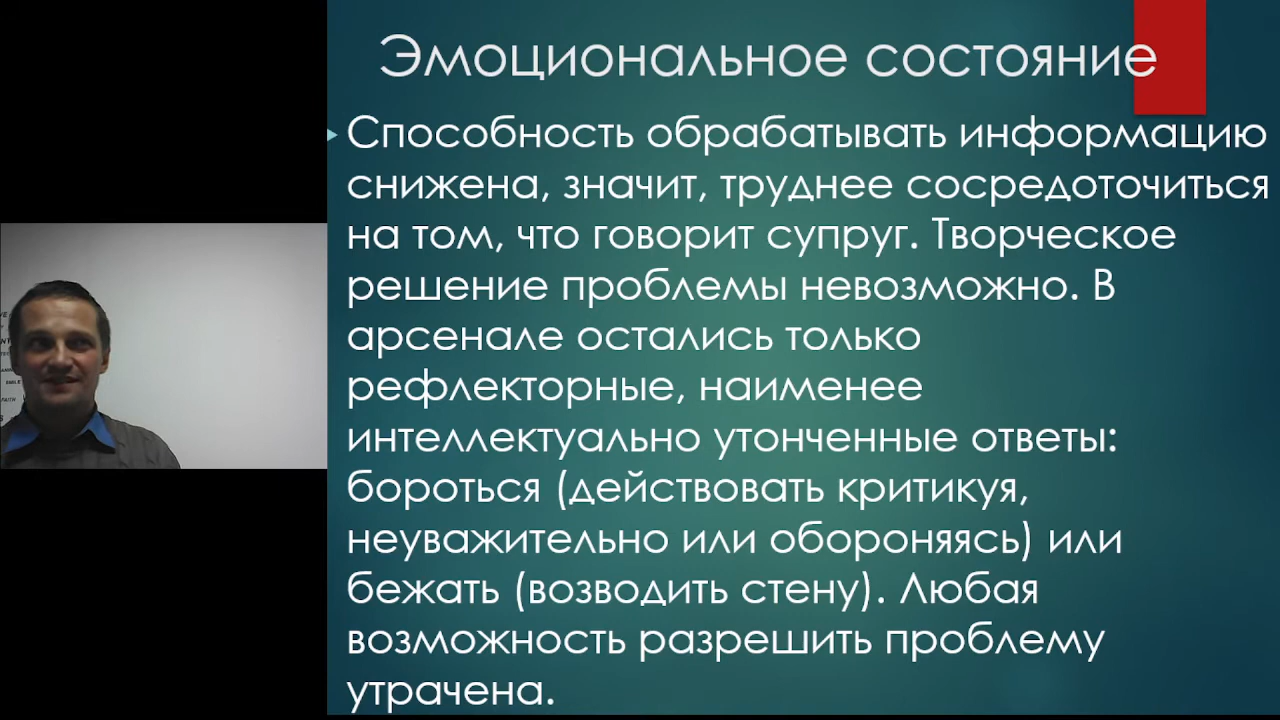 Эмоциональное состояние
Способность обрабатывать информацию
снижена, значит, труднее сосредоточиться
на том, что говорит супруг. Творческое
решение проблемы невозможно. В
арсенале остались только
рефлекторные, наименее
интеллектуально утонченные ответы:
бороться (действовать критикуя,
неуважительно или обороняясь) или
бежать (возводить стену). Любая
возможность разрешить проблему
утрачена.